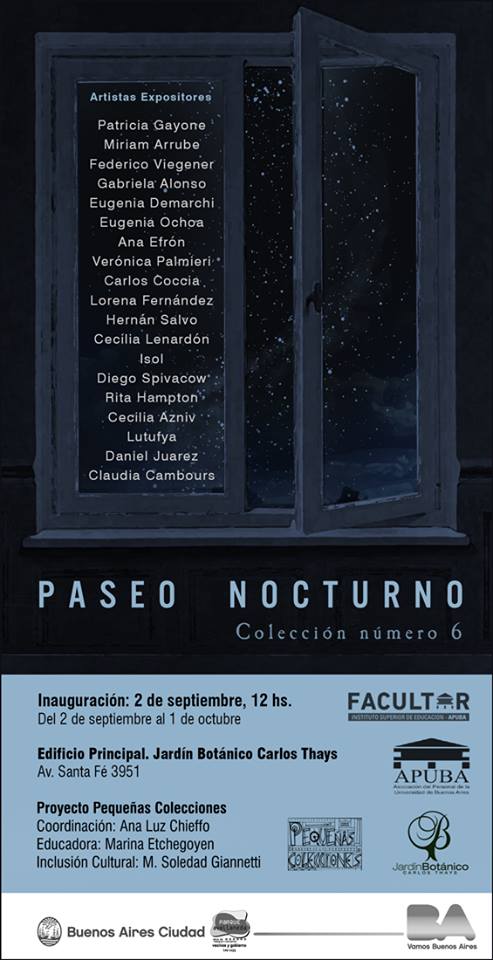 Artistas Expositores
Patricia Gayone
Miriam Arrube
Federico Viegener
Gabriela Alonso
Eugenia Demarchi
Eugenia Ochoa
Ana Efrón
Verónica Palmieri
Carlos Coccia
Lorena Fernández
Hernán Salvo
Cecília Lenardón
Isol
Diego Spivacow
Rita Hampton
Cecilia Azniv
Lutufya
Daniel Juarez
Claudia Cambours
PASEO NOCTURNO
Colección número 6
Inauguración: 2 de septiembre, 12 hs.
Del 2 de septiembre al 1 de octubre
Edificio Principal. Jardín Botánico Carlos Thays
Av. Santa Fé 3951
Proyecto Pequeñas Colecciones
Coordinación: Ana Luz Chieffo
Educadora: Marina Etchegoyen
Inclusión Cultural: M. Soledad Giannetti
FACULTAR
INSTITUTO SUPERIOR DE EDUCACION - APUBA
APUBA
Asociación del Personal de la
Universidad de Buenos Aires
PEQUEÑAS
COLECCIONES
B
JardínBotánico
CARLOS THAYS
Buenos Aires Ciudad
vecinos y gobierno
BA
Vamos Buenos Aires